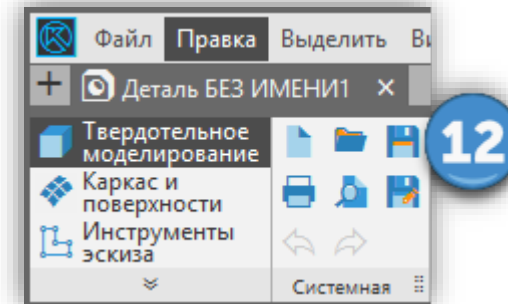 Файл Правка Выделить Ви
+ Деталь БЕЗ ИМЕНИ1 ×
Твердотельное
моделирование
Каркас и
поверхности
Инструменты
эскиза
Системная
12